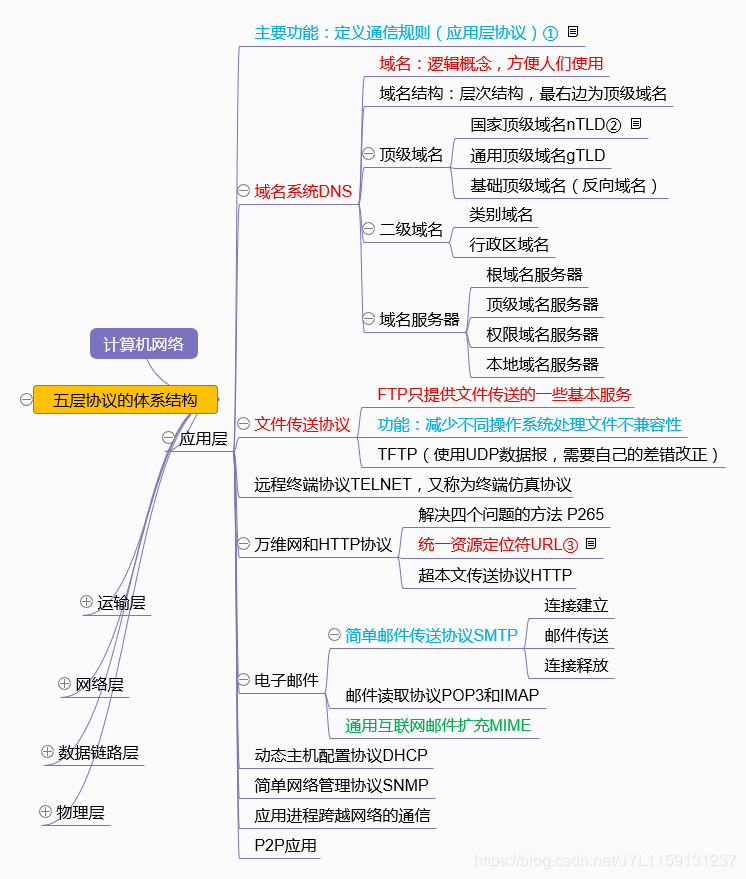 计算机网络
五层协议的体系结构
应用层
主要功能：定义通信规则（应用层协议）①
域名系统DNS
域名：逻辑概念，方便人们使用
域名结构：层次结构，最右边为顶级域名
顶级域名
国家顶级域名nTLD②
通用顶级域名gTLD
基础顶级域名（反向域名）
二级域名
类别域名
行政区域名
域名服务器
根域名服务器
顶级域名服务器
权限域名服务器
本地域名服务器
文件传送协议
FTP只提供文件传送的一些基本服务
功能：减少不同操作系统处理文件不兼容性
TFTP（使用UDP数据报，需要自己的差错改正）
远程终端协议TELNET，又称为终端仿真协议
万维网和HTTP协议
解决四个问题的方法 P265
统一资源定位符URL③
超本文传送协议HTTP
电子邮件
简单邮件传送协议SMTP
连接建立
邮件传送
连接释放
邮件读取协议POP3和IMAP
通用互联网邮件扩充MIME
动态主机配置协议DHCP
简单网络管理协议SNMP
应用进程跨越网络的通信
P2P应用
运输层
网络层
数据链路层
物理层
https://blog.csdn.net/JYL1159131237